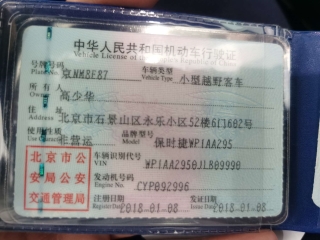 中华人民共和国机动车行驶证
Vehicle License of the People's Republic of China
号牌号码 京NM8F87 车辆类型 小型越野客车
Plate No. Vehicle Type
所有人 高少华
Owner
住址 北京市石景山区永乐小区52楼6门602号
Address
使用性质 非营运 品牌型号 保时捷WP1AA295
Use Character Model
北京市公安局公安交通管理局
车辆识别代号 WP1AA2950JLB09990
VIN
发动机号码 CYP092996
Engine No.
注册日期 2018-01-08 发证日期 2018-01-08
Register Date Issue Date